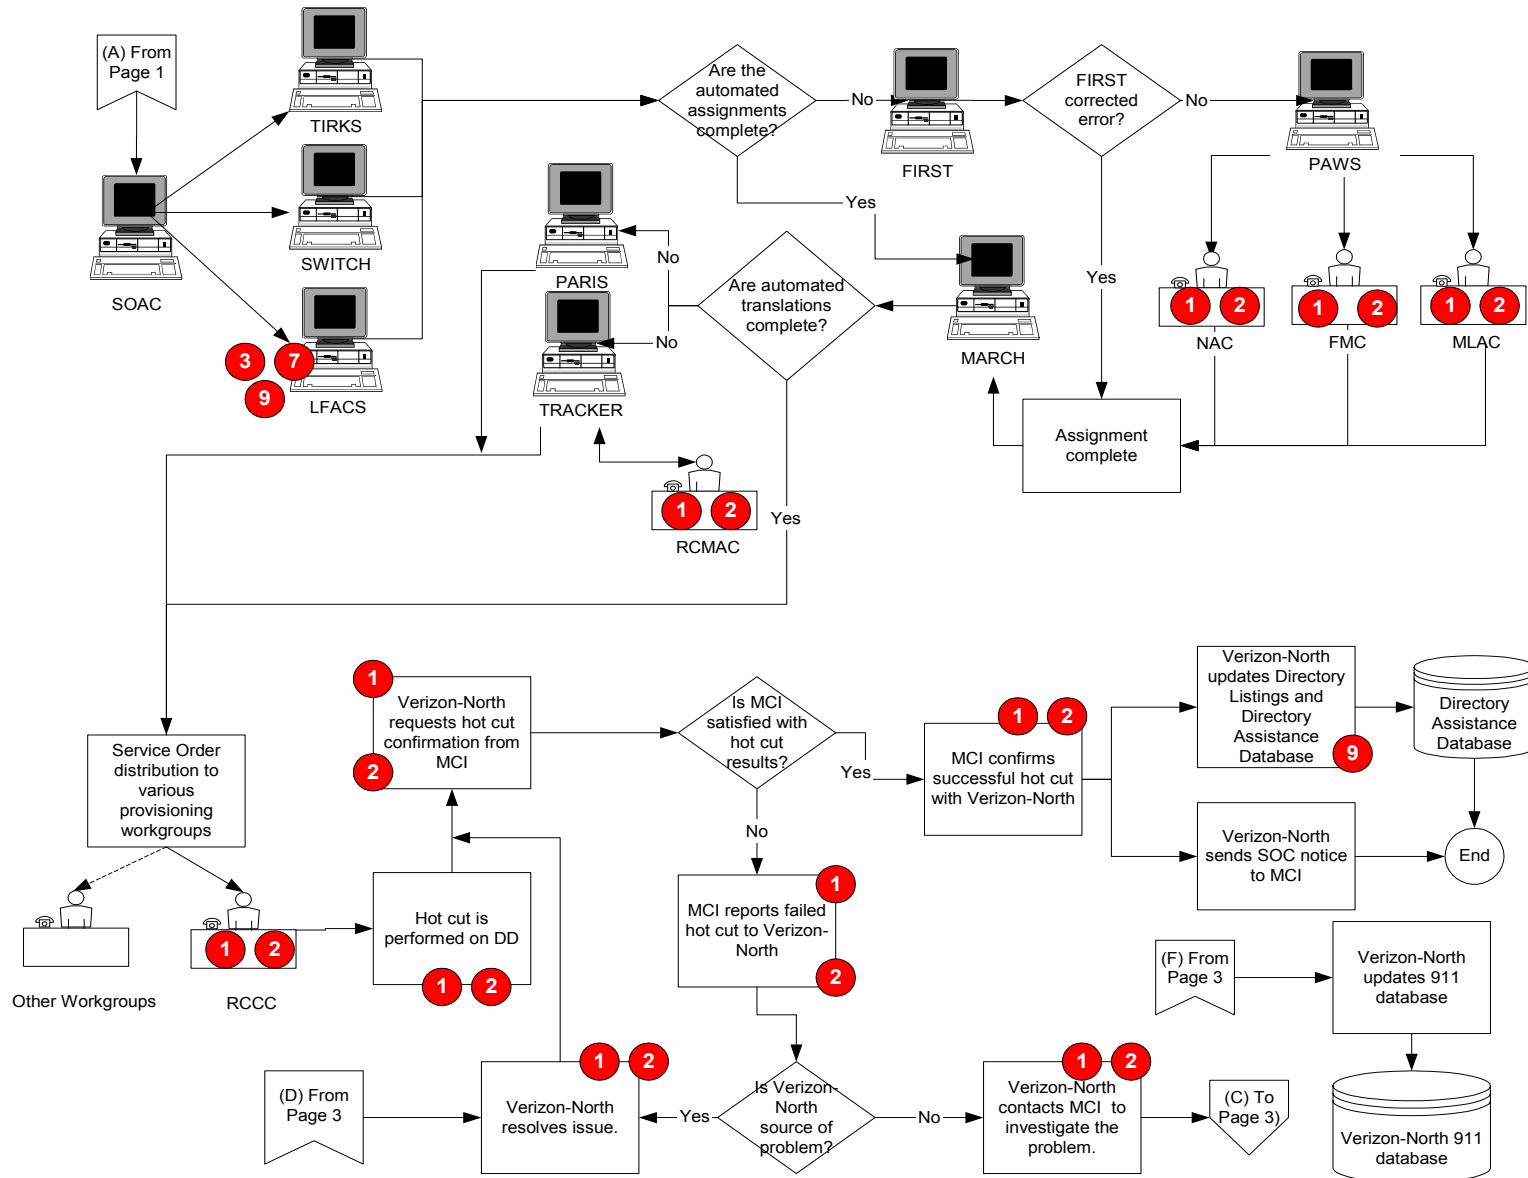 (A) From
Page 1
TIRKS
SWITCH
SOAC
3
7
9
LFACS
Are the
automated
assignments
complete?
No
FIRST
FIRST
corrected
error?
No
PAWS
Yes
Yes
PARIS
No
Are automated
translations
complete?
No
TRACKER
MARCH
1
2
NAC
1
2
FMC
1
2
MLAC
Assignment
complete
1
2
RCMAC
Yes
Service Order
distribution to
various
provisioning
workgroups
Other Workgroups
1
2
RCCC
1
Verizon-North
requests hot cut
confirmation from
MCI
2
Hot cut is
performed on DD
1
2
Is MCI
satisfied with
hot cut
results?
Yes
No
1
2
MCI confirms
successful hot cut
with Verizon-North
Verizon-North
updates Directory
Listings and
Directory
Assistance
Database
9
Directory
Assistance
Database
Verizon-North
sends SOC notice
to MCI
End
1
MCI reports failed
hot cut to Verizon-
North
2
(F) From
Page 3
Verizon-North
updates 911
database
Verizon-North 911
database
(D) From
Page 3
1
2
Verizon-North
resolves issue.
Yes
Is Verizon-
North
source of
problem?
No
1
2
Verizon-North
contacts MCI to
investigate the
problem.
(C) To
Page 3)